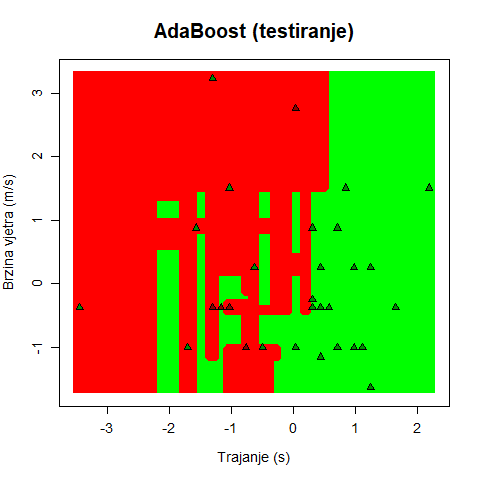 AdaBoost (testiranje)
Brzina vjetra (m/s)
3
2
1
0
-1
-3 -2 -1 0 1 2
Trajanje (s)